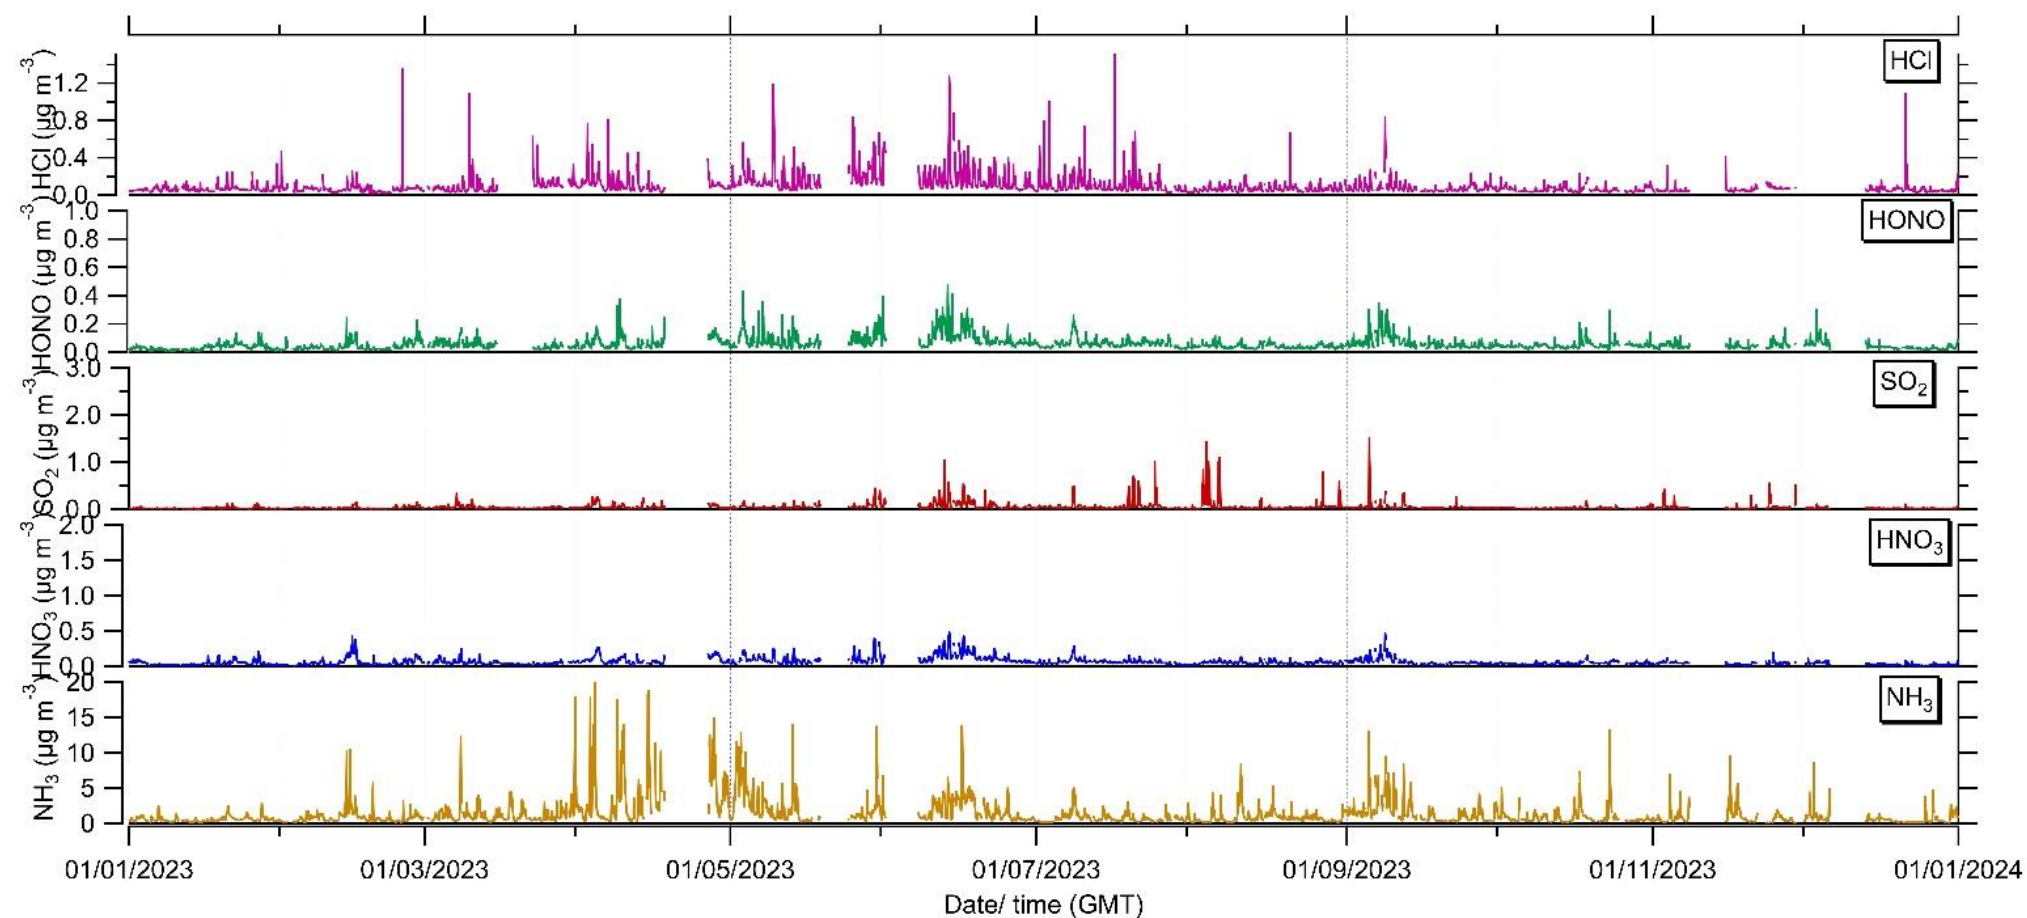 HCl (µg m⁻³)
1.2
0.8
0.4
0.0
HCl
HONO (µg m⁻³)
1.0
0.8
0.6
0.4
0.2
0.0
HONO
SO₂ (µg m⁻³)
3.0
2.0
1.0
0.0
SO₂
HNO₃ (µg m⁻³)
2.0
1.5
1.0
0.5
0.0
HNO₃
NH₃ (µg m⁻³)
20
15
10
5
0
NH₃
01/01/2023 01/03/2023 01/05/2023 01/07/2023 01/09/2023 01/11/2023 01/01/2024
Date/ time (GMT)